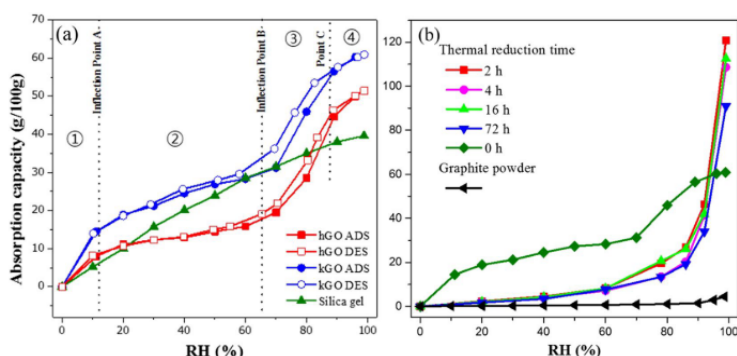 (a)
Inflection Point A
Inflection Point B
Point C
①
②
③
④
Absorption capacity (g/100g)
70
60
50
40
30
20
10
0
0
20
40
60
80
100
RH (%)
hGO ADS
hGO DES
kGO ADS
kGO DES
Silica gel
(b)
Thermal reduction time
2 h
4 h
16 h
72 h
0 h
Graphite powder
120
100
80
60
40
20
0
0
20
40
60
80
100
RH (%)